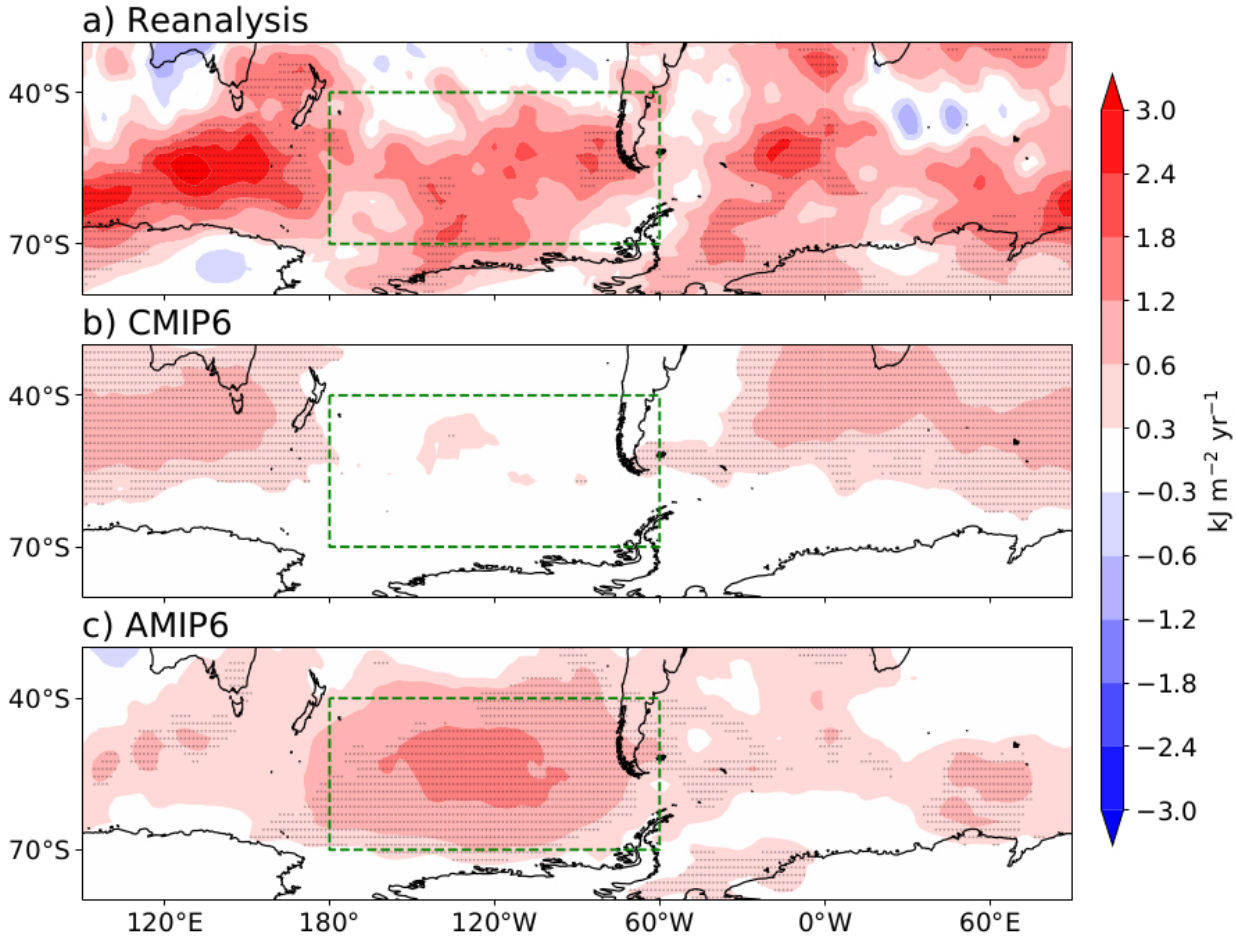 a) Reanalysis
40°S
70°S
b) CMIP6
40°S
70°S
c) AMIP6
40°S
70°S
120°E 180° 120°W 60°W 0°W 60°E
3.0
2.4
1.8
1.2
0.6
0.3
−0.3
−0.6
−1.2
−1.8
−2.4
−3.0
kJ m⁻² yr⁻¹